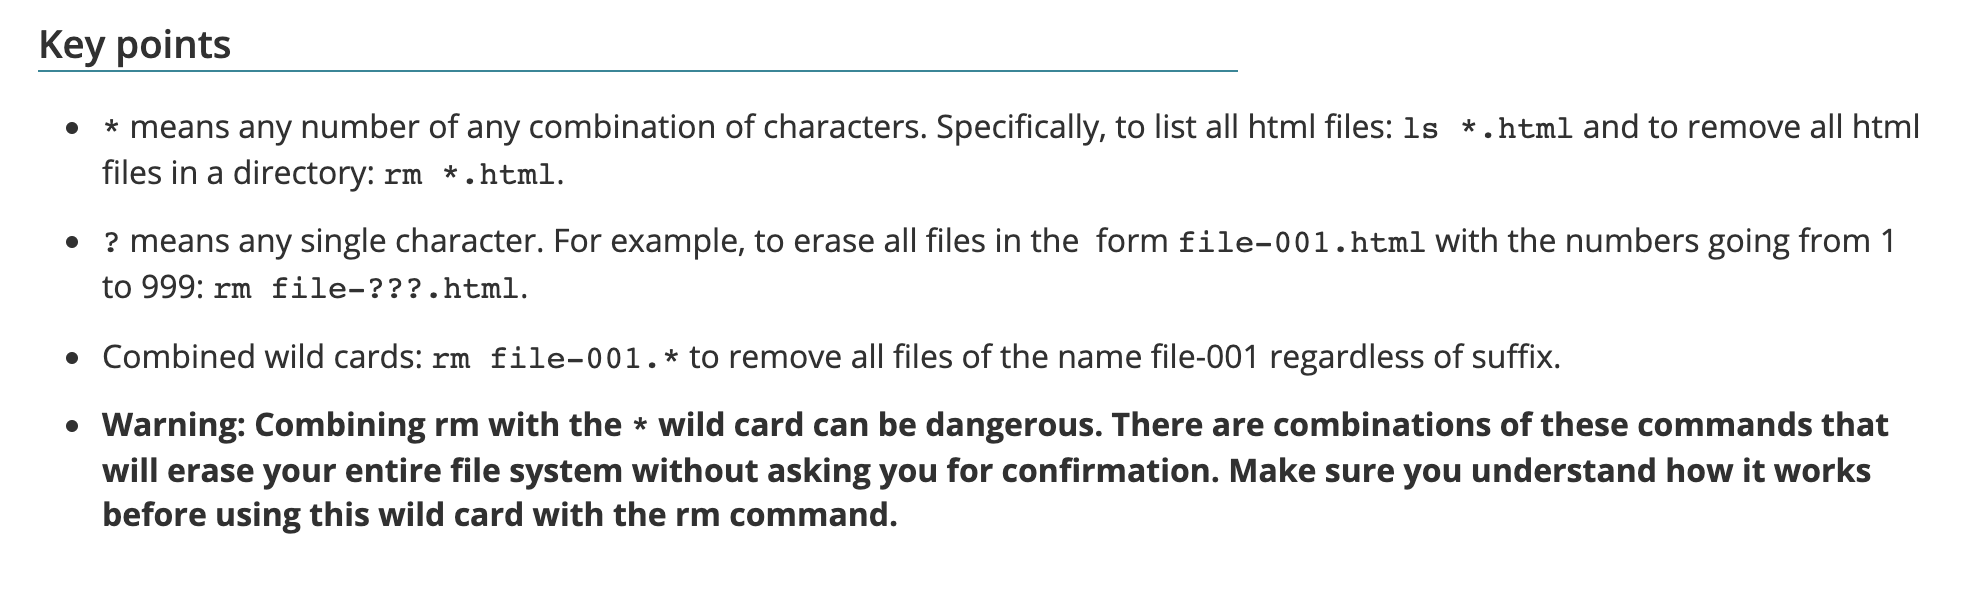 Key points
• * means any number of any combination of characters. Specifically, to list all html files: ls *.html and to remove all html
files in a directory: rm *.html.
• ? means any single character. For example, to erase all files in the  form file-001.html with the numbers going from 1
to 999: rm file-???.html.
• Combined wild cards: rm file-001.* to remove all files of the name file-001 regardless of suffix.
• Warning: Combining rm with the * wild card can be dangerous. There are combinations of these commands that
will erase your entire file system without asking you for confirmation. Make sure you understand how it works
before using this wild card with the rm command.